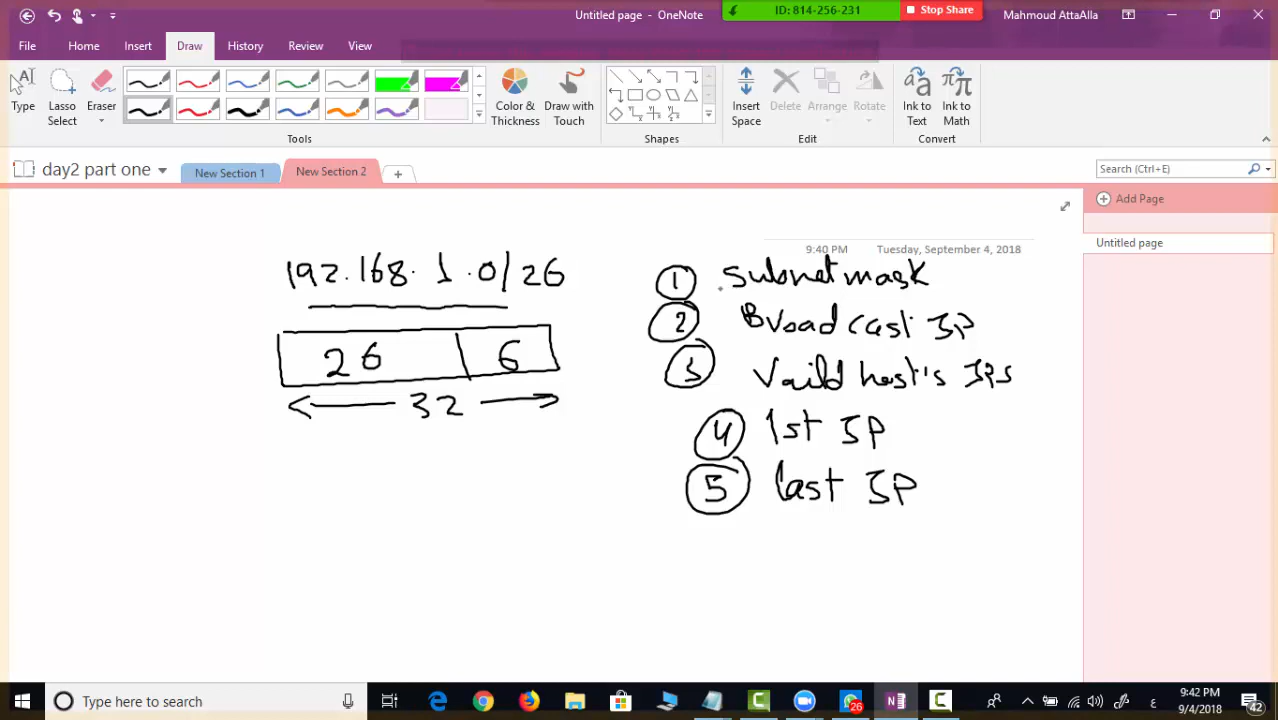 Untitled page - OneNote
ID: 814-256-231
Stop Share
Mahmoud AttaAlla
File Home Insert Draw History Review View
Type
Lasso Select
Eraser
Color & Thickness
Draw with Touch
Insert Space
Delete
Arrange
Rotate
Ink to Text
Ink to Math
Tools
Shapes
Edit
Convert
day2 part one
New Section 1
New Section 2
Search (Ctrl+E)
Add Page
Untitled page
9:40 PM Tuesday, September 4, 2018
192.168.1.0/26
26 6
32
1 subnet mask
2 Broad cast IP
3 Vaild host's IPs
4 1st IP
5 last IP
Type here to search
26
ع
9:42 PM
9/4/2018
42